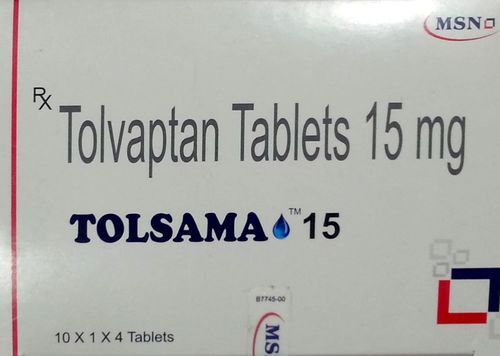 MSN
Rx
Tolvaptan Tablets 15 mg
TOLSAMA™ 15
B7745-00
MS
10 X 1 X 4 Tablets